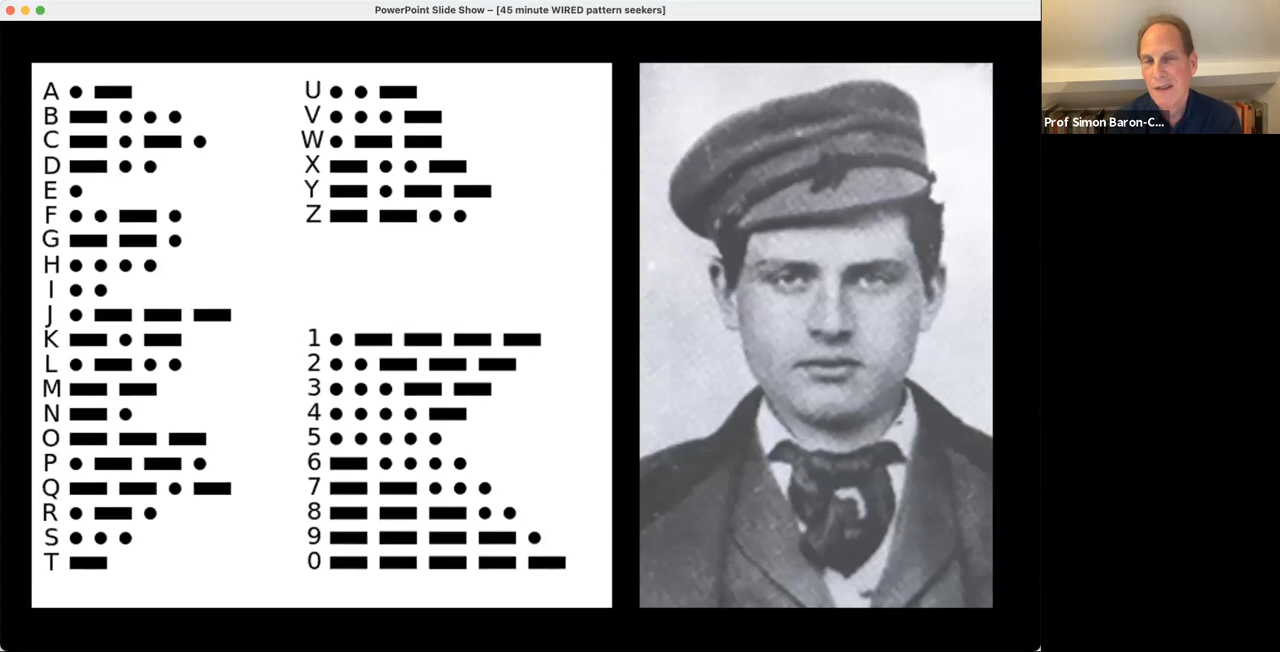 PowerPoint Slide Show – [45 minute WIRED pattern seekers]
Prof Simon Baron-C...
A
B
C
D
E
F
G
H
I
J
K
L
M
N
O
P
Q
R
S
T
U
V
W
X
Y
Z
1
2
3
4
5
6
7
8
9
0